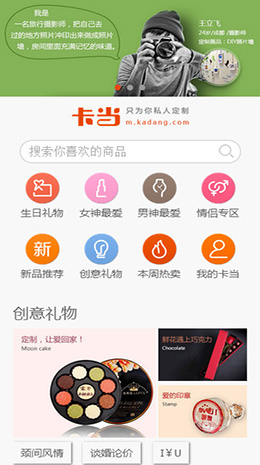 我是
一名旅行摄影师，把自己去
过的地方照片冲印出来做成照片
墙，房间里面充满记忆的味道。
王立飞
24岁/成都/摄影师
定制商品：DIY照片墙
卡当
只为你私人定制
m.kadang.com
搜索你喜欢的商品
生日礼物
女神最爱
男神最爱
情侣专区
新
新品推荐
创意礼物
本周热卖
我的卡当
创意礼物
定制，让爱回家！
Moon cake
鲜花遇上巧克力
Chocolate
爱的印章
Stamp
颈间风情
谈婚论价
I￥U